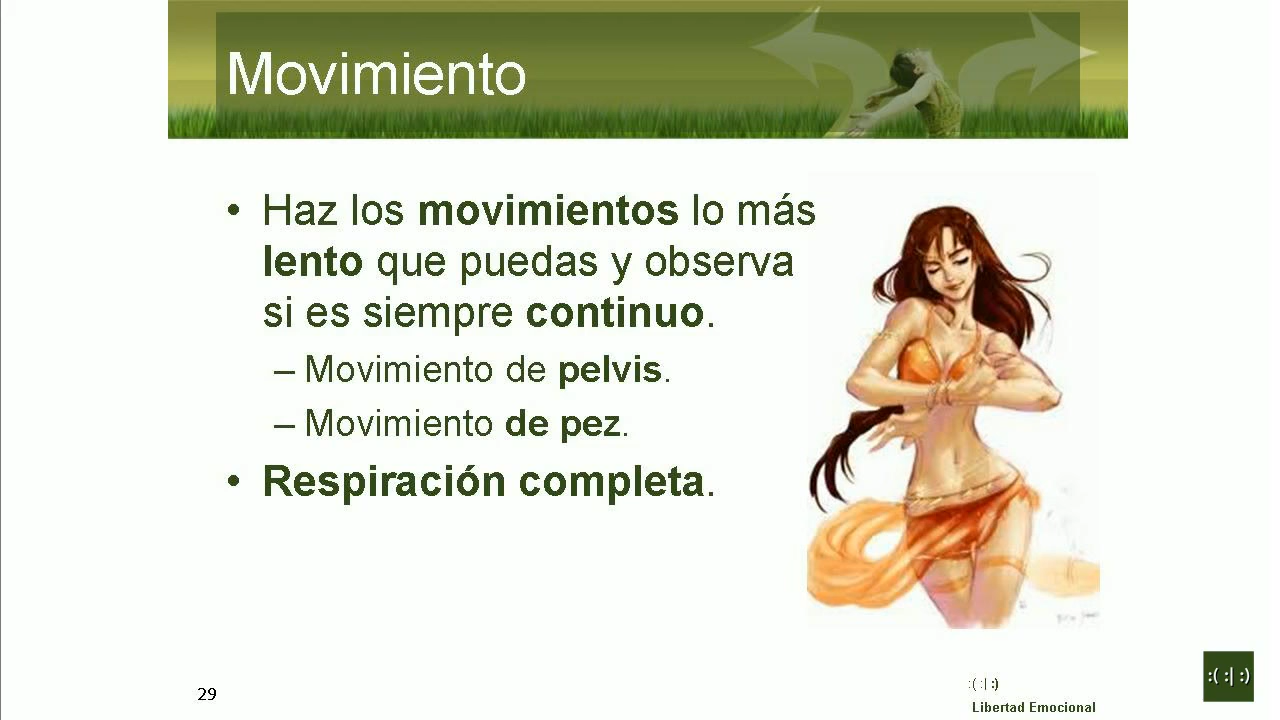 Movimiento
• Haz los movimientos lo más
lento que puedas y observa
si es siempre continuo.
– Movimiento de pelvis.
– Movimiento de pez.
• Respiración completa.
29
:( :| :)
Libertad Emocional
:( :| :)